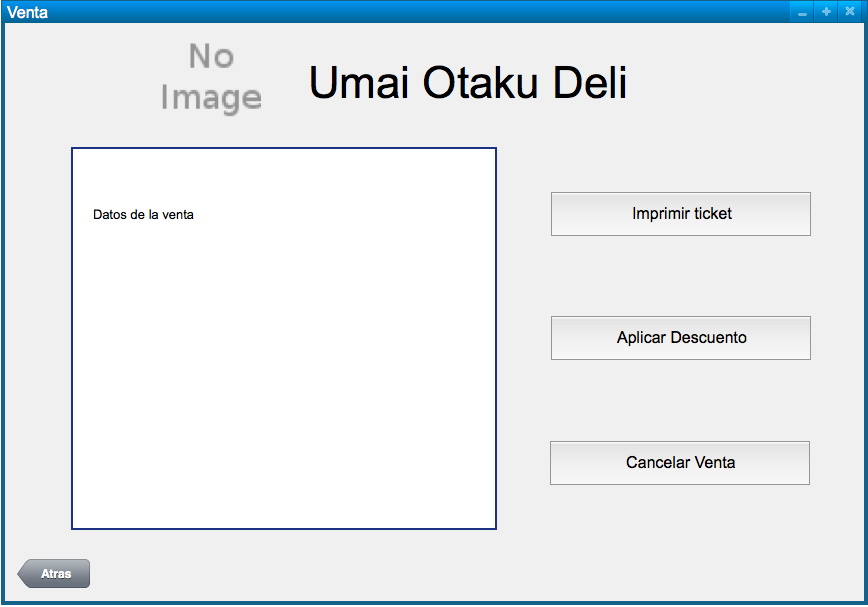 Venta
No
Image
Umai Otaku Deli
Datos de la venta
Imprimir ticket
Aplicar Descuento
Cancelar Venta
Atras